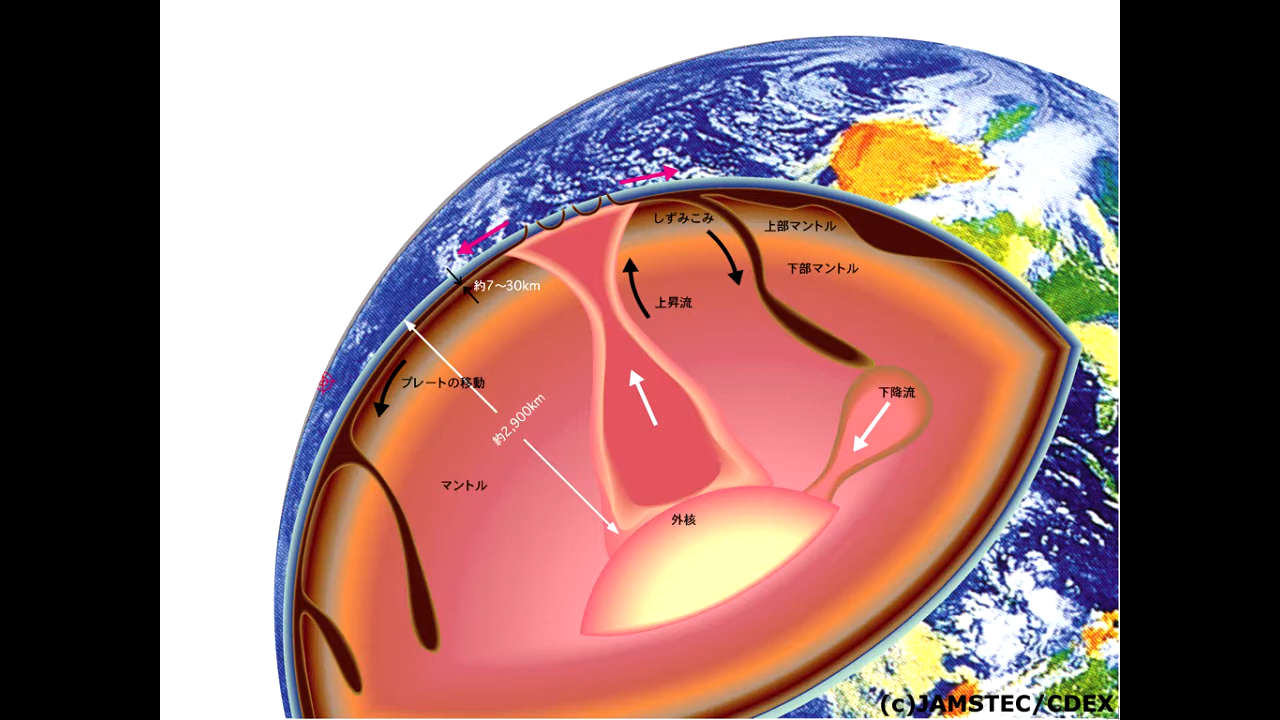 しずみこみ
上部マントル
下部マントル
約7～30km
上昇流
プレートの移動
下降流
約2,900km
マントル
外核
(c)JAMSTEC/CDEX